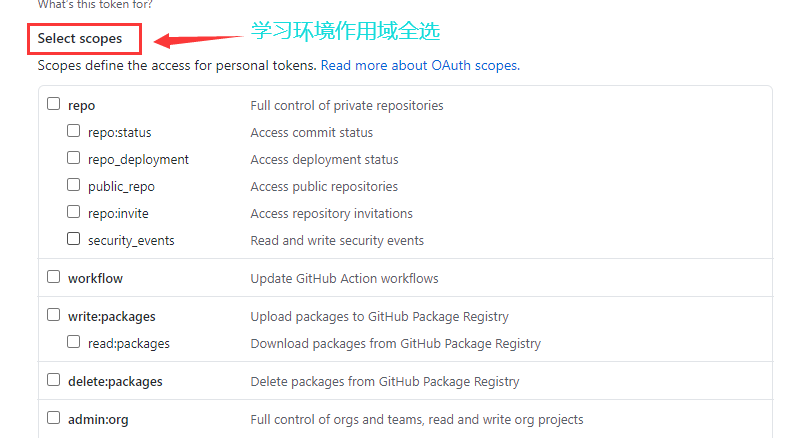 What's this token for?
Select scopes
学习环境作用域全选
Scopes define the access for personal tokens. Read more about OAuth scopes.
repo Full control of private repositories
repo:status Access commit status
repo_deployment Access deployment status
public_repo Access public repositories
repo:invite Access repository invitations
security_events Read and write security events
workflow Update GitHub Action workflows
write:packages Upload packages to GitHub Package Registry
read:packages Download packages from GitHub Package Registry
delete:packages Delete packages from GitHub Package Registry
admin:org Full control of orgs and teams, read and write org projects